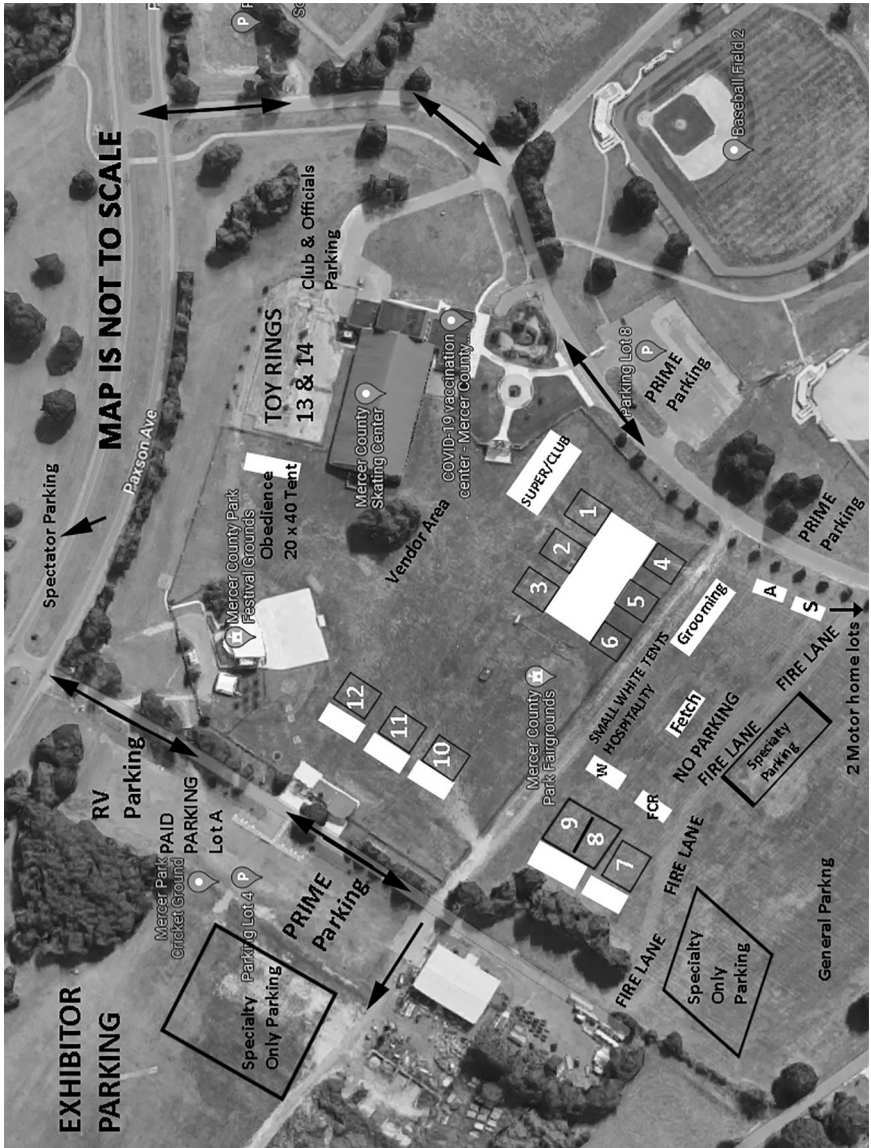 EXHIBITOR
PARKING
RV
Parking
PAID
PARKING
Lot A
Spectator Parking
MAP IS NOT TO SCALE
Paxson Ave
Mercer Park
Cricket Ground
Parking Lot 4
P
P
Specialty
Only Parking
PRIME
Parking
Mercer County Park
Festival Grounds
Obedience
20 x 40 Tent
TOY RINGS
13 & 14
Club & Officials
Parking
Mercer County
Skating Center
COVID-19 vaccination
center - Mercer County...
Vendor Area
12
11
10
SUPER/CLUB
1
2
3
4
5
6
Mercer County
Park Fairgrounds
9
8
7
W
FCR
SMALL WHITE TENTS
HOSPITALITY
Fetch
Grooming
NO PARKING
Parking Lot 8
P
PRIME
Parking
Baseball Field 2
PRIME
Parking
A
S
FIRE LANE
FIRE LANE
FIRE LANE
FIRE LANE
Specialty
Parking
Specialty
Only
Parking
General Parkng
2 Motor home lots